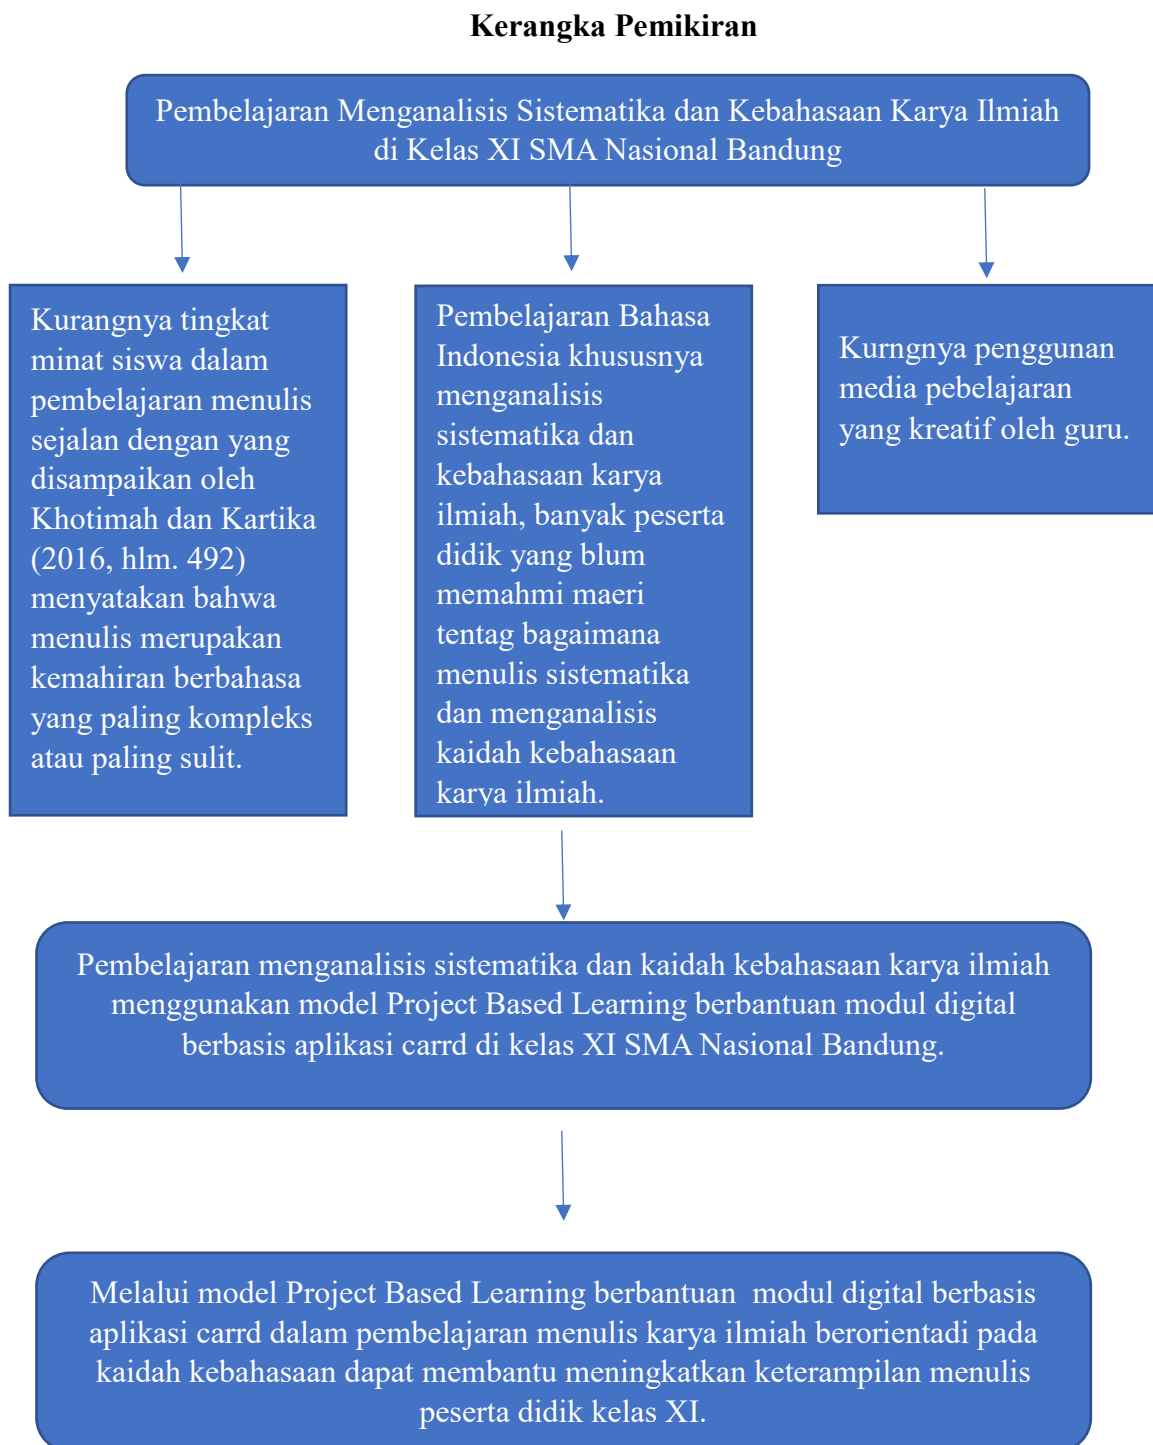 Kerangka Pemikiran
Pembelajaran Menganalisis Sistematika dan Kebahasaan Karya Ilmiah
di Kelas XI SMA Nasional Bandung
Kurangnya tingkat
minat siswa dalam
pembelajaran menulis
sejalan dengan yang
disampaikan oleh
Khotimah dan Kartika
(2016, hlm. 492)
menyatakan bahwa
menulis merupakan
kemahiran berbahasa
yang paling kompleks
atau paling sulit.
Pembelajaran Bahasa
Indonesia khususnya
menganalisis
sistematika dan
kebahasaan karya
ilmiah, banyak peserta
didik yang blum
memahmi maeri
tentag bagaimana
menulis sistematika
dan menganalisis
kaidah kebahasaan
karya ilmiah.
Kurngnya penggunan
media pebelajaran
yang kreatif oleh guru.
Pembelajaran menganalisis sistematika dan kaidah kebahasaan karya ilmiah
menggunakan model Project Based Learning berbantuan modul digital
berbasis aplikasi carrd di kelas XI SMA Nasional Bandung.
Melalui model Project Based Learning berbantuan  modul digital berbasis
aplikasi carrd dalam pembelajaran menulis karya ilmiah berorientadi pada
kaidah kebahasaan dapat membantu meningkatkan keterampilan menulis
peserta didik kelas XI.